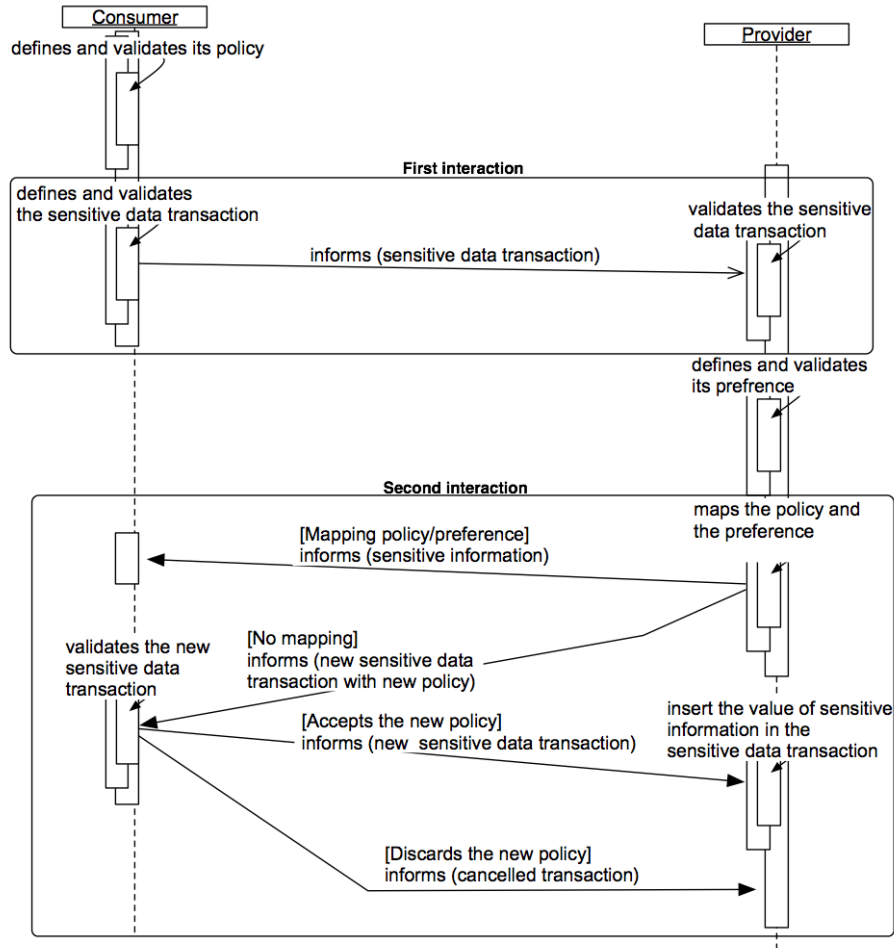 Consumer
Provider
defines and validates its policy
First interaction
defines and validates
the sensitive data transaction
validates the sensitive
data transaction
informs (sensitive data transaction)
defines and validates
its prefrence
Second interaction
maps the policy and
the preference
[Mapping policy/preference]
informs (sensitive information)
[No mapping]
informs (new sensitive data
transaction with new policy)
validates the new
sensitive data
transaction
[Accepts the new policy]
informs (new sensitive data transaction)
insert the value of sensitive
information in the
sensitive data transaction
[Discards the new policy]
informs (cancelled transaction)